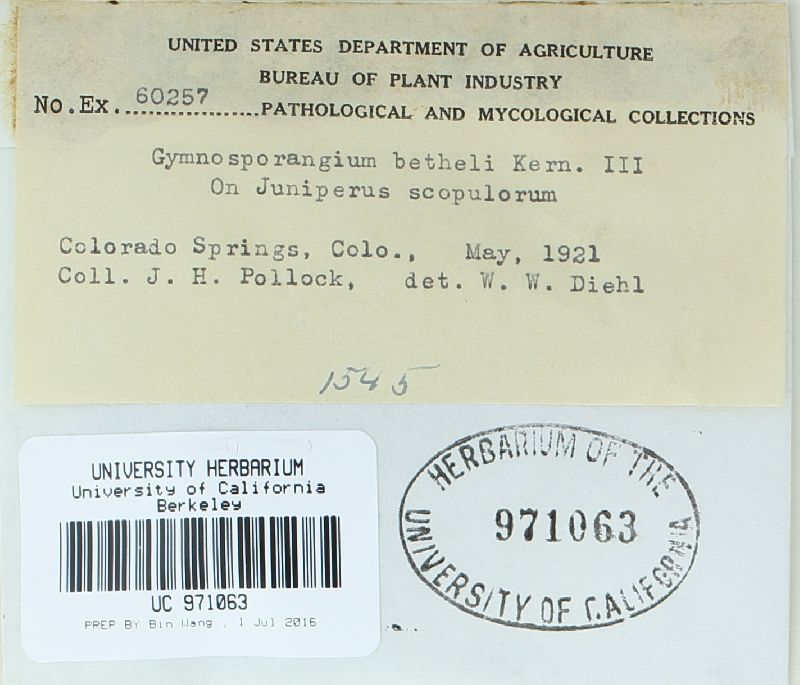 UNITED STATES DEPARTMENT OF AGRICULTURE
BUREAU OF PLANT INDUSTRY
No. Ex. 60257 PATHOLOGICAL AND MYCOLOGICAL COLLECTIONS
Gymnosporangium betheli Kern. III
On Juniperus scopulorum
Colorado Springs, Colo., May, 1921
Coll. J. H. Pollock, det. W. W. Diehl
1545
UNIVERSITY HERBARIUM
University of California
Berkeley
UC 971063
PREP BY Bin Wang , 1 Jul 2016
HERBARIUM OF THE
971063
UNIVERSITY OF CALIFORNIA